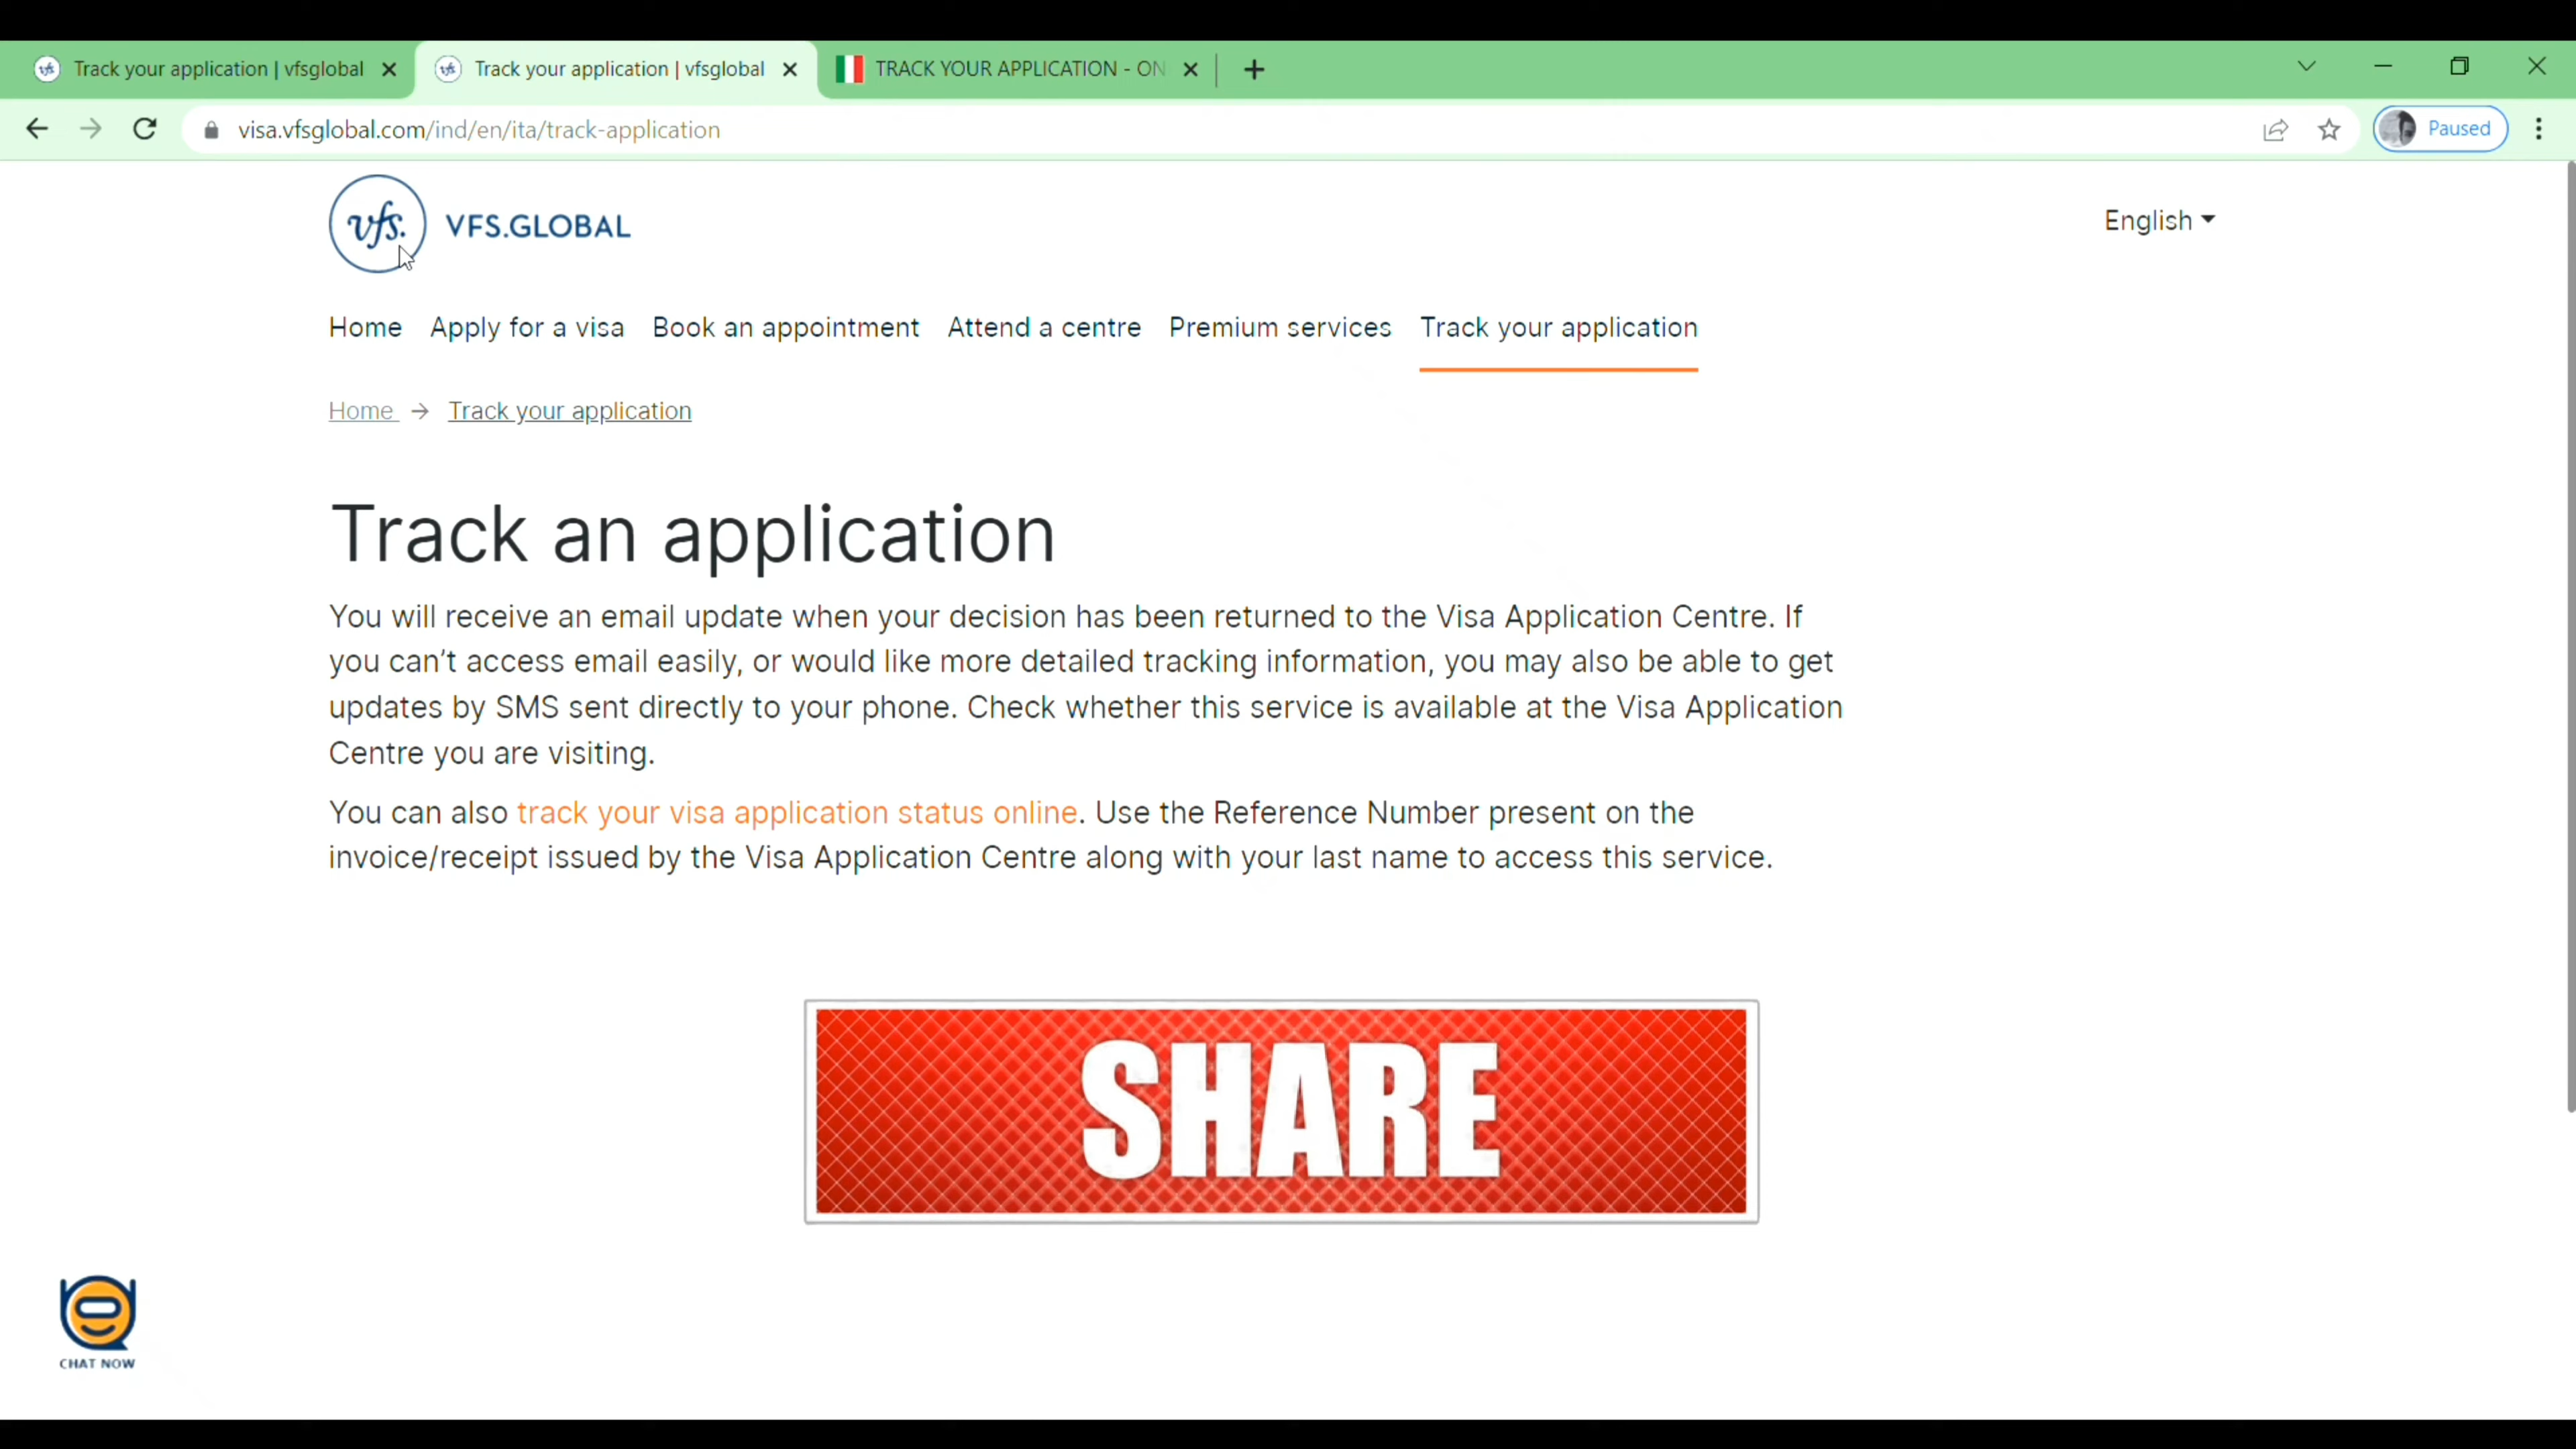 Track your application | vfsglobal
Track your application | vfsglobal
TRACK YOUR APPLICATION - ON
visa.vfsglobal.com/ind/en/ita/track-application
Paused
vfs.
VFS.GLOBAL
English
Home Apply for a visa Book an appointment Attend a centre Premium services Track your application
Home → Track your application
Track an application
You will receive an email update when your decision has been returned to the Visa Application Centre. If
you can’t access email easily, or would like more detailed tracking information, you may also be able to get
updates by SMS sent directly to your phone. Check whether this service is available at the Visa Application
Centre you are visiting.
You can also track your visa application status online. Use the Reference Number present on the
invoice/receipt issued by the Visa Application Centre along with your last name to access this service.
SHARE
CHAT NOW